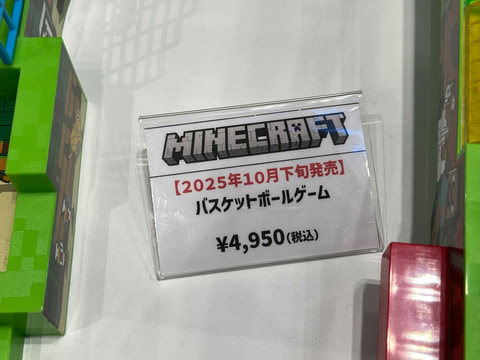 MINECRAFT
【2025年10月下旬発売】
バスケットボールゲーム
¥4,950(税込)